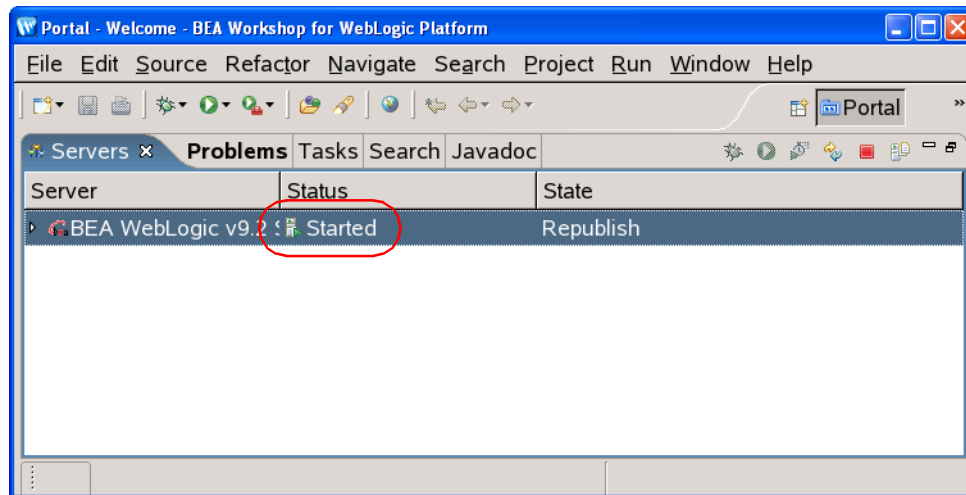 Portal - Welcome - BEA Workshop for WebLogic Platform
File Edit Source Refactor Navigate Search Project Run Window Help
Portal »
Servers Problems Tasks Search Javadoc
Server Status State
BEA WebLogic v9.2 S Started Republish